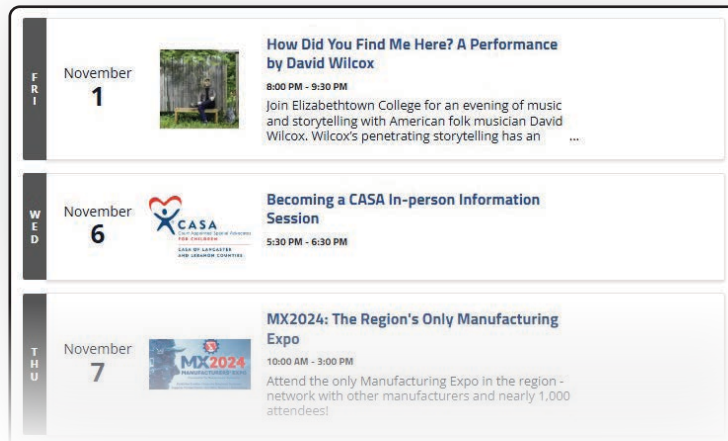 FRI
November
1
How Did You Find Me Here? A Performance
by David Wilcox
8:00 PM - 9:30 PM
Join Elizabethtown College for an evening of music
and storytelling with American folk musician David
Wilcox. Wilcox's penetrating storytelling has an ...
WED
November
6
CASA
Court Appointed Special Advocates
FOR CHILDREN
CASA OF LANCASTER
AND LEBANON COUNTIES
Becoming a CASA In-person Information
Session
5:30 PM - 6:30 PM
THU
November
7
MX2024
MANUFACTURERS' EXPO
MX2024: The Region's Only Manufacturing
Expo
10:00 AM - 3:00 PM
Attend the only Manufacturing Expo in the region -
network with other manufacturers and nearly 1,000
attendees!